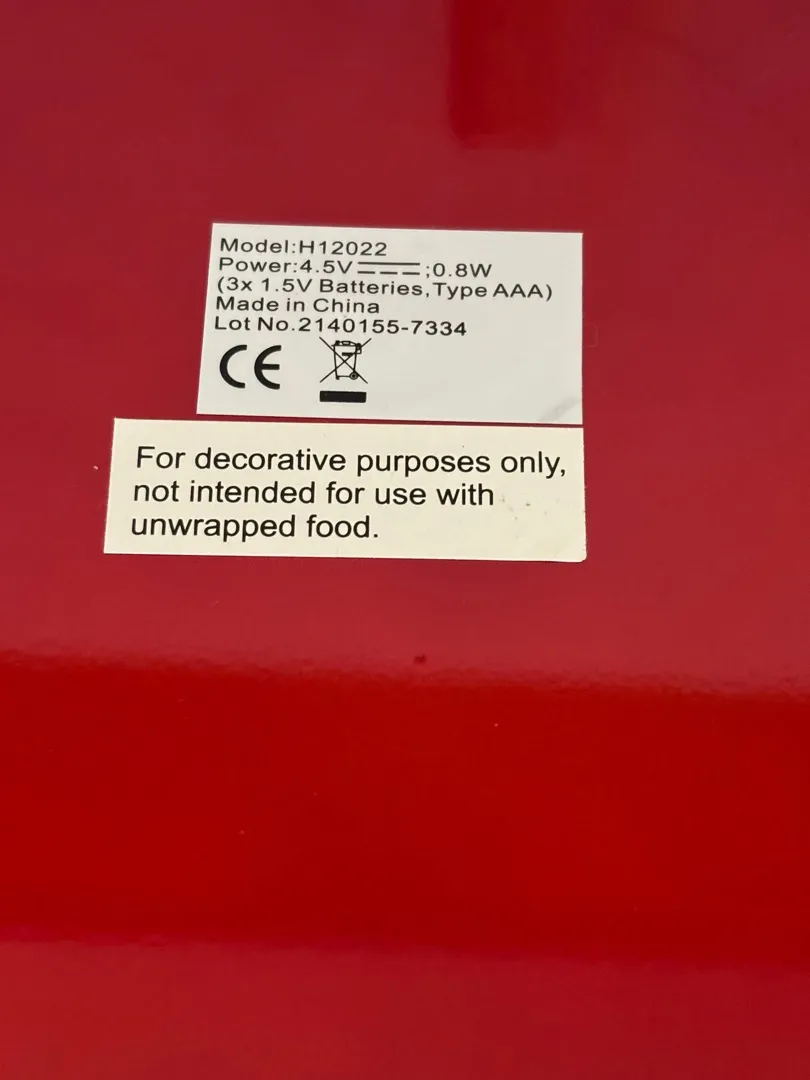 Model:H12022
Power:4.5V⎓;0.8W
(3x 1.5V Batteries,Type AAA)
Made in China
Lot No.2140155-7334
CE
For decorative purposes only,
not intended for use with
unwrapped food.